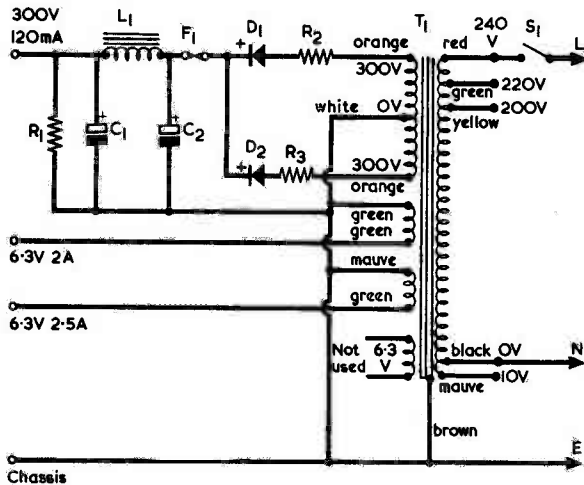 300V
120mA
L1
F1
D1
R2
orange
300V
T1
red
240
V
S1
L
green
220V
200V
yellow
white
0V
R1
C1
C2
D2
R3
300V
orange
green
green
6·3V 2A
mauve
green
6·3V 2·5A
Not
used
6·3
V
black
0V
N
mauve
10V
brown
Chassis
E